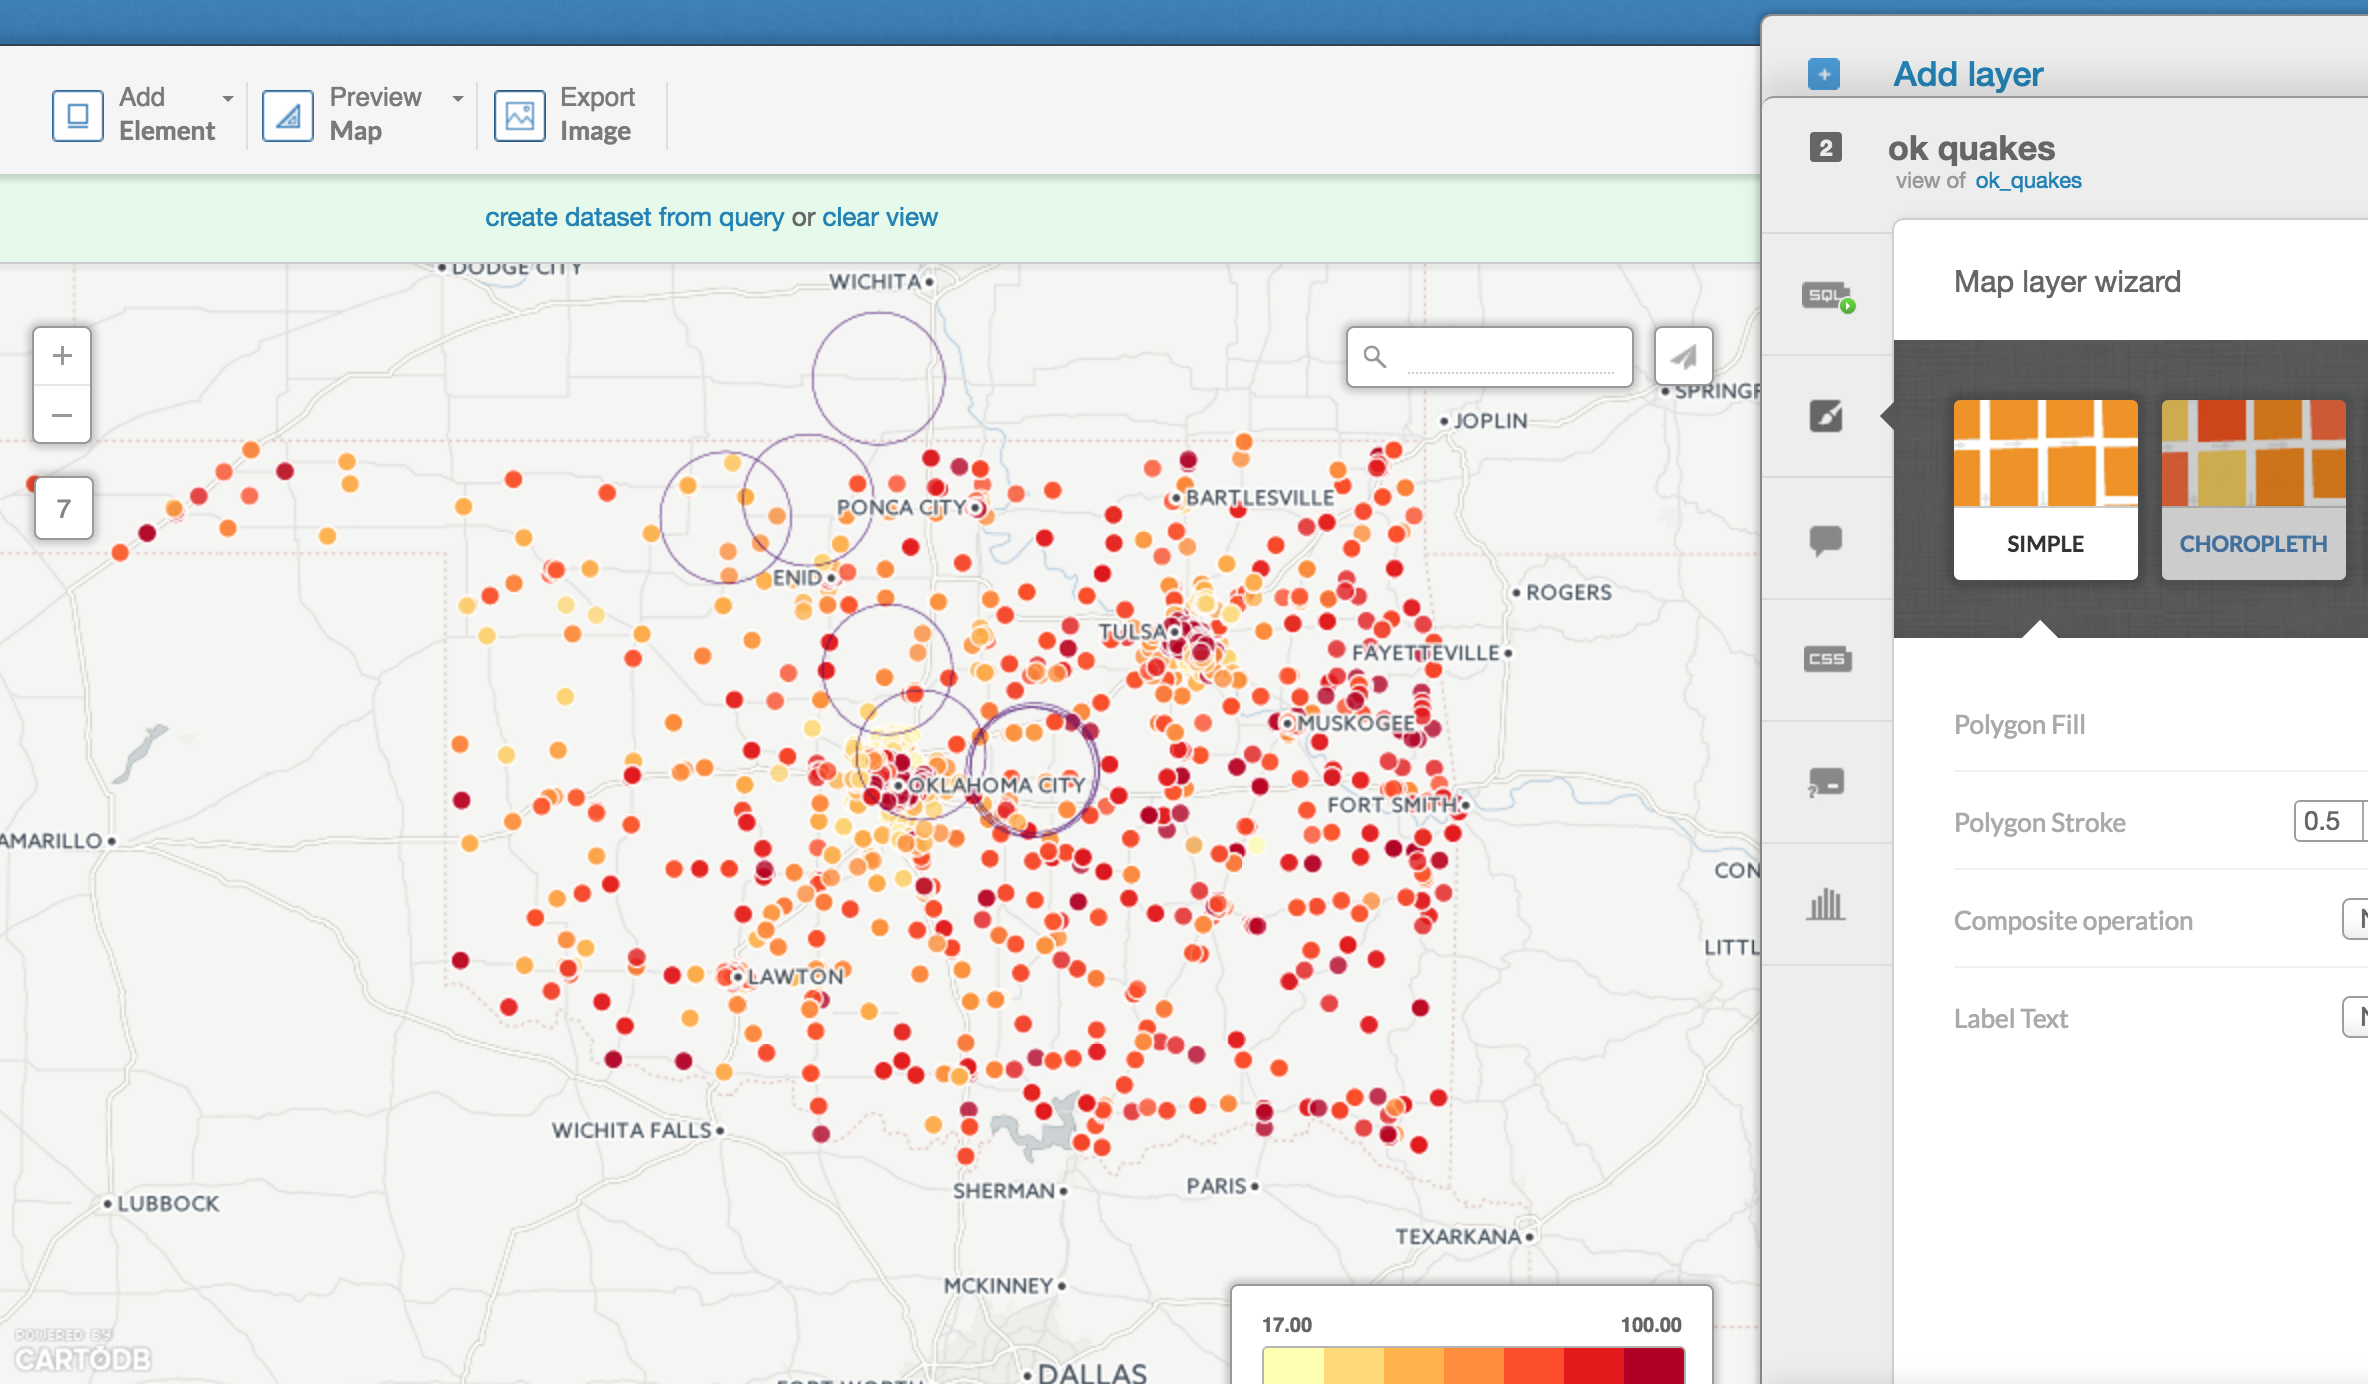 Add Element
Preview Map
Export Image
Add layer
2
ok quakes
view of ok_quakes
create dataset from query or clear view
SQL
CSS
?
Map layer wizard
SIMPLE
CHOROPLETH
Polygon Fill
Polygon Stroke
0.5
Composite operation
Label Text
+
−
7
DODGE CITY
WICHITA
JOPLIN
PONCA CITY
BARTLESVILLE
ENID
ROGERS
TULSA
FAYETTEVILLE
MUSKOGEE
OKLAHOMA CITY
FORT SMITH
AMARILLO
LAWTON
WICHITA FALLS
LUBBOCK
SHERMAN
PARIS
TEXARKANA
MCKINNEY
DALLAS
17.00
100.00
POWERED BY
CARTODB